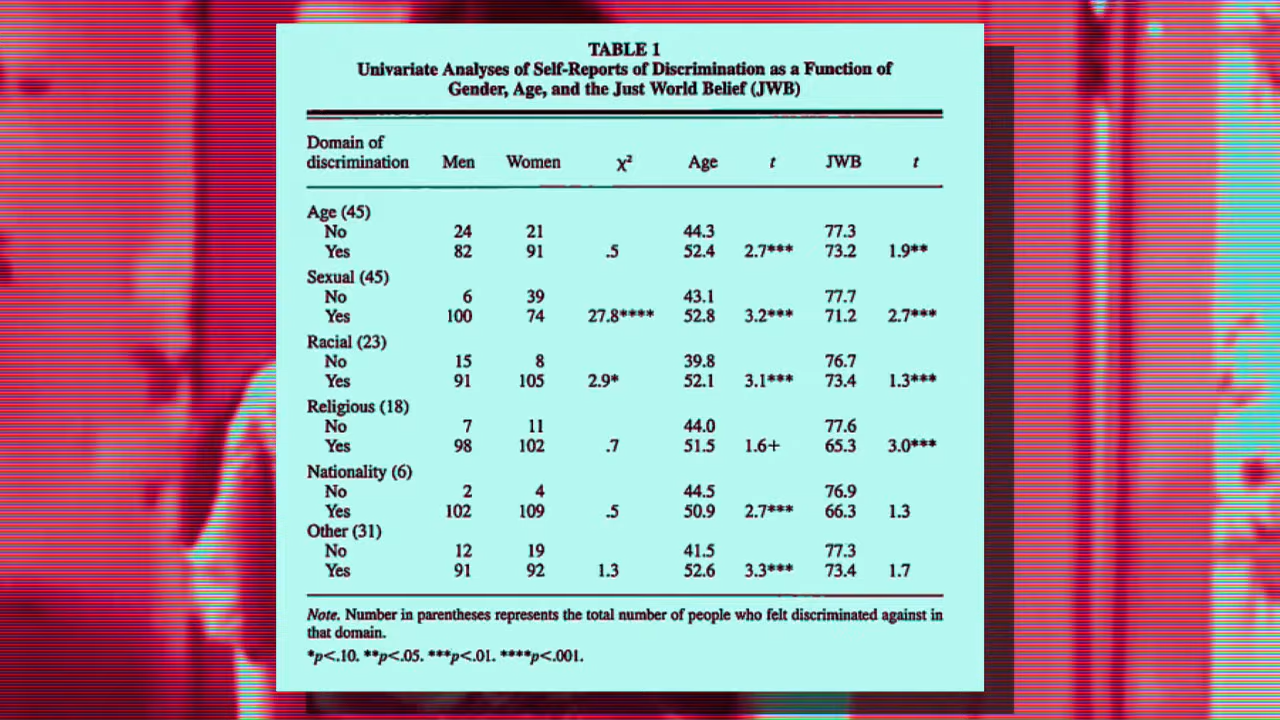 TABLE 1
Univariate Analyses of Self-Reports of Discrimination as a Function of
Gender, Age, and the Just World Belief (JWB)
Domain of
discrimination Men Women χ² Age t JWB t
Age (45)
No 24 21 44.3 77.3
Yes 82 91 .5 52.4 2.7*** 73.2 1.9**
Sexual (45)
No 6 39 43.1 77.7
Yes 100 74 27.8**** 52.8 3.2*** 71.2 2.7***
Racial (23)
No 15 8 39.8 76.7
Yes 91 105 2.9* 52.1 3.1*** 73.4 1.3***
Religious (18)
No 7 11 44.0 77.6
Yes 98 102 .7 51.5 1.6+ 65.3 3.0***
Nationality (6)
No 2 4 44.5 76.9
Yes 102 109 .5 50.9 2.7*** 66.3 1.3
Other (31)
No 12 19 41.5 77.3
Yes 91 92 1.3 52.6 3.3*** 73.4 1.7
Note. Number in parentheses represents the total number of people who felt discriminated against in
that domain.
*p<.10. **p<.05. ***p<.01. ****p<.001.